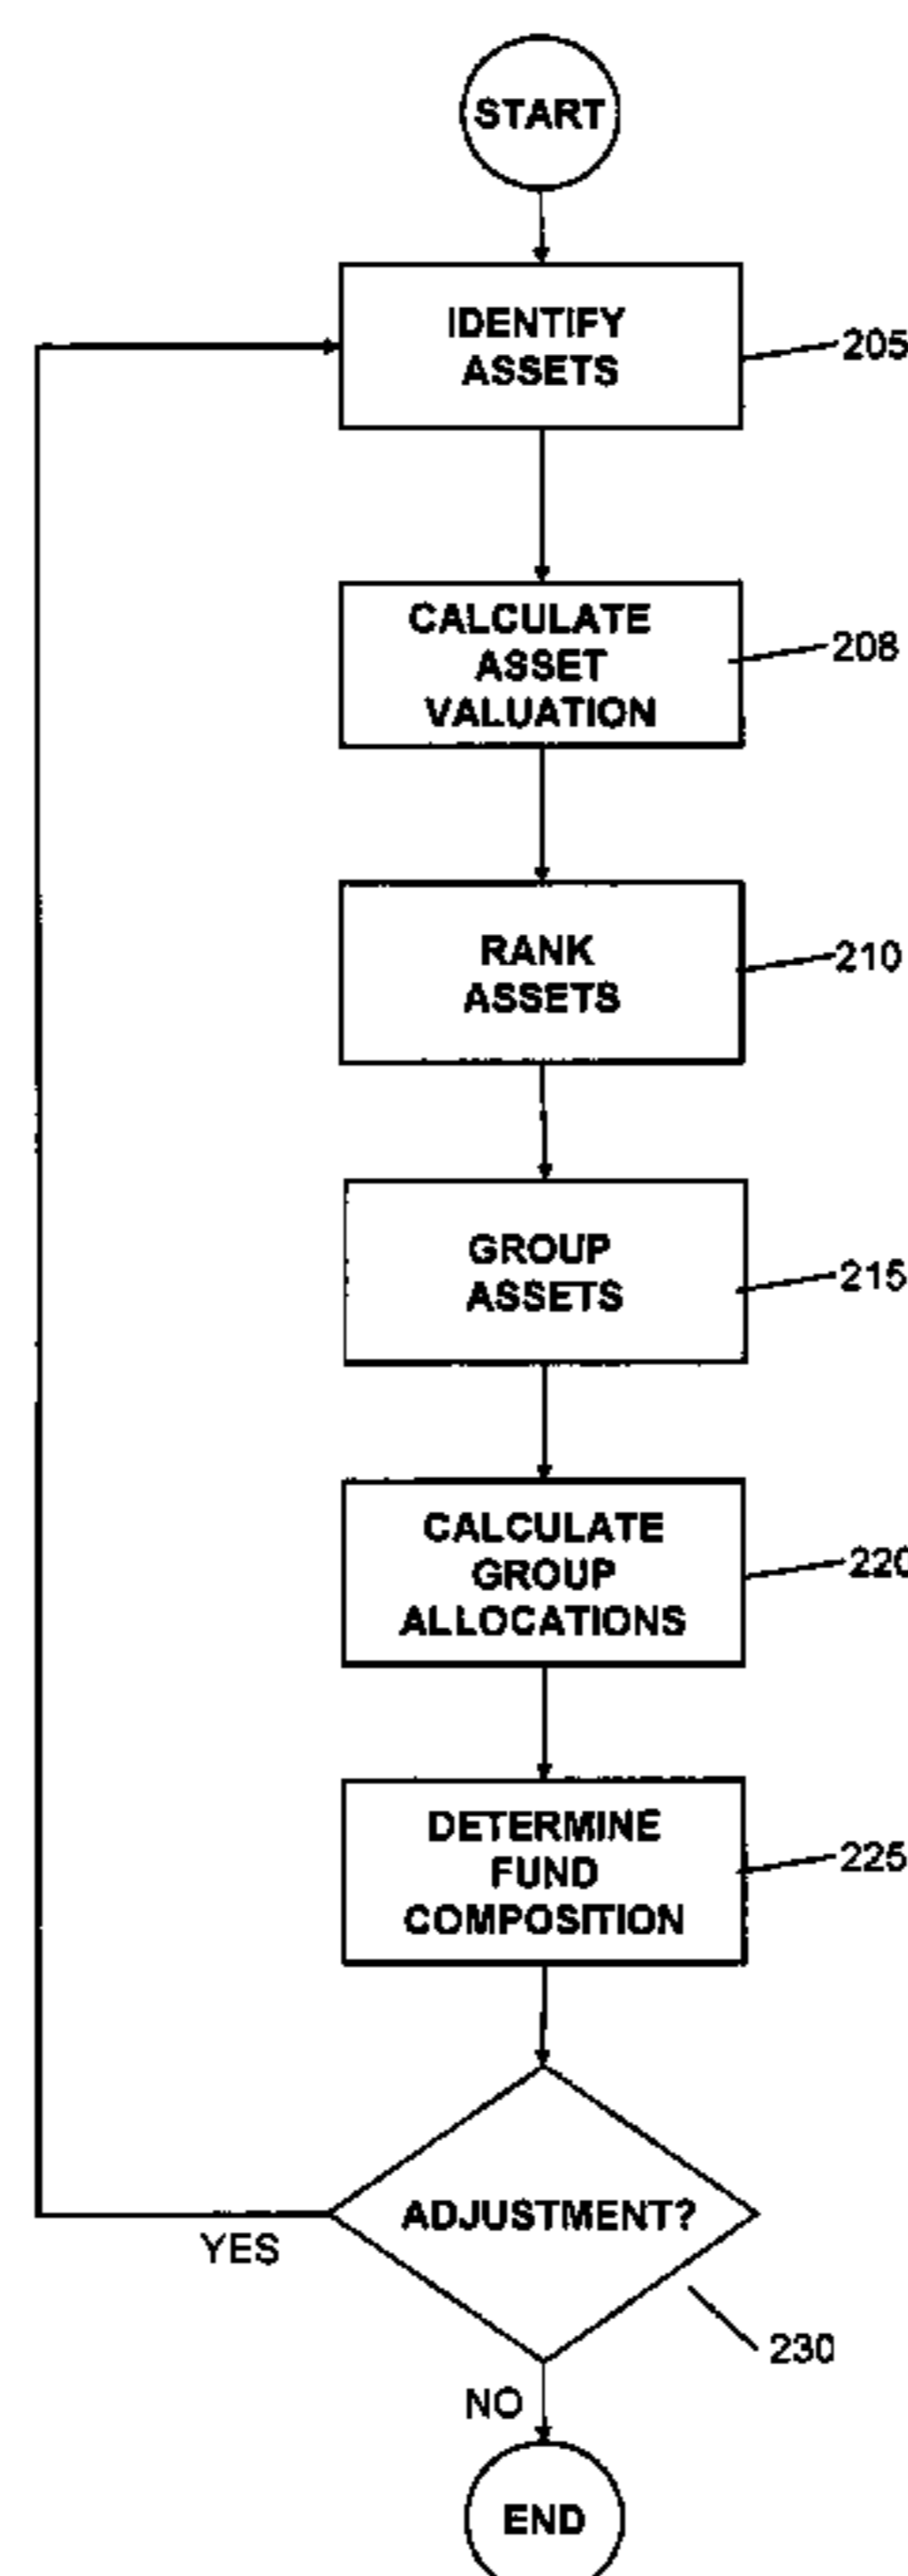 START
IDENTIFY
ASSETS
205
CALCULATE
ASSET
VALUATION
208
RANK
ASSETS
210
GROUP
ASSETS
215
CALCULATE
GROUP
ALLOCATIONS
220
DETERMINE
FUND
COMPOSITION
225
ADJUSTMENT?
YES
230
NO
END